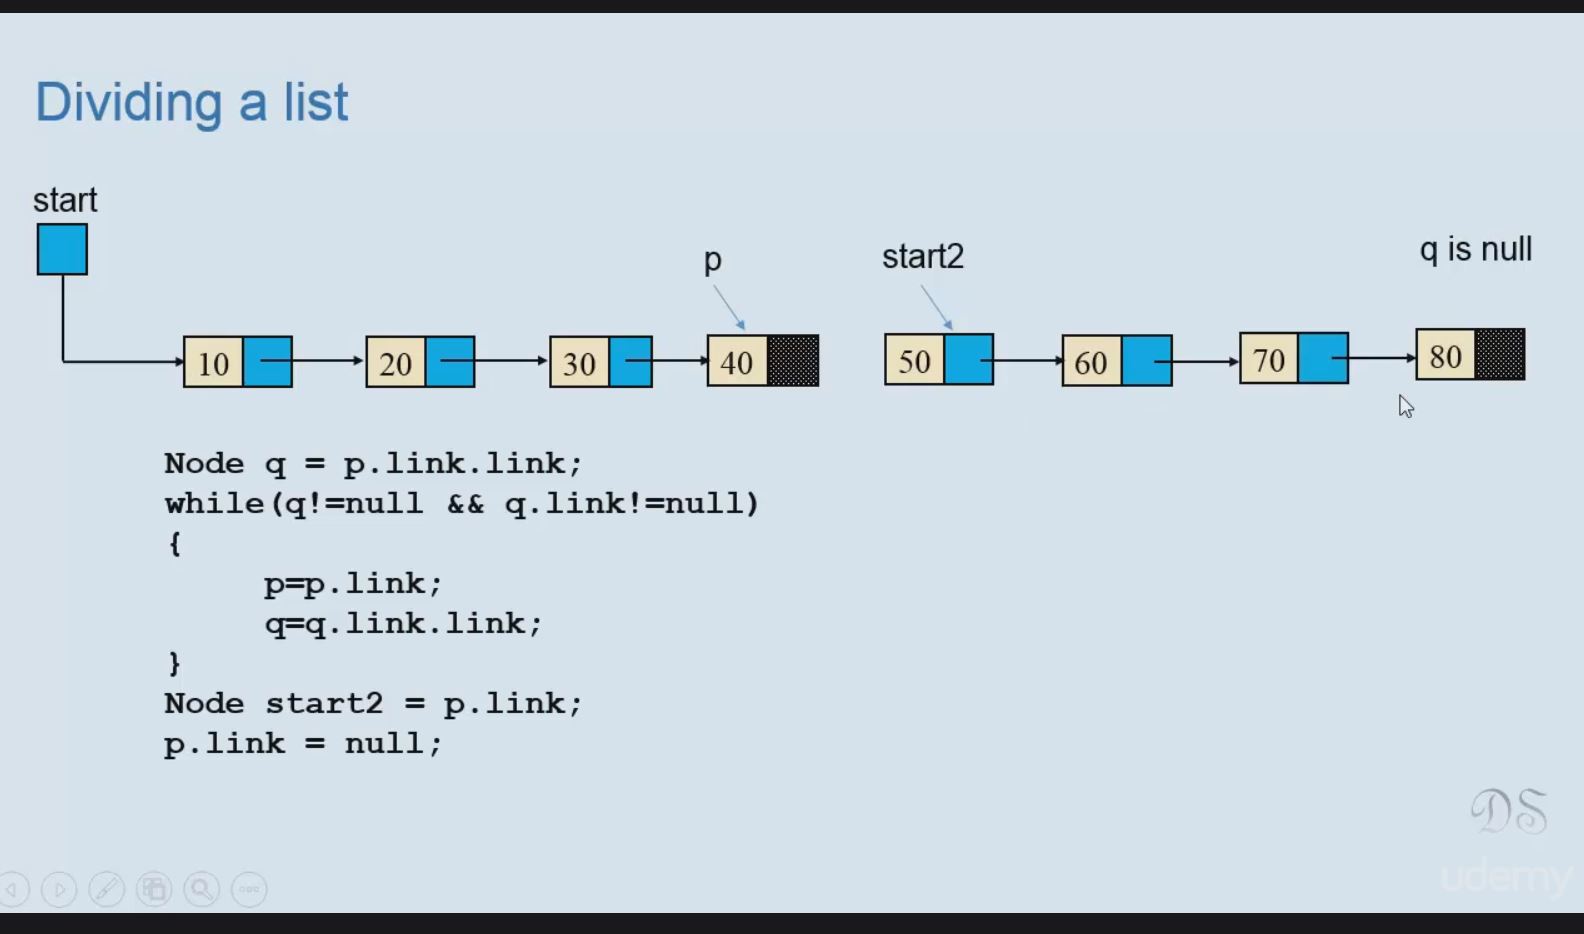 Dividing a list
start
p
start2
q is null
10
20
30
40
50
60
70
80
Node q = p.link.link;
while(q!=null && q.link!=null)
{
p=p.link;
q=q.link.link;
}
Node start2 = p.link;
p.link = null;
DS
udemy